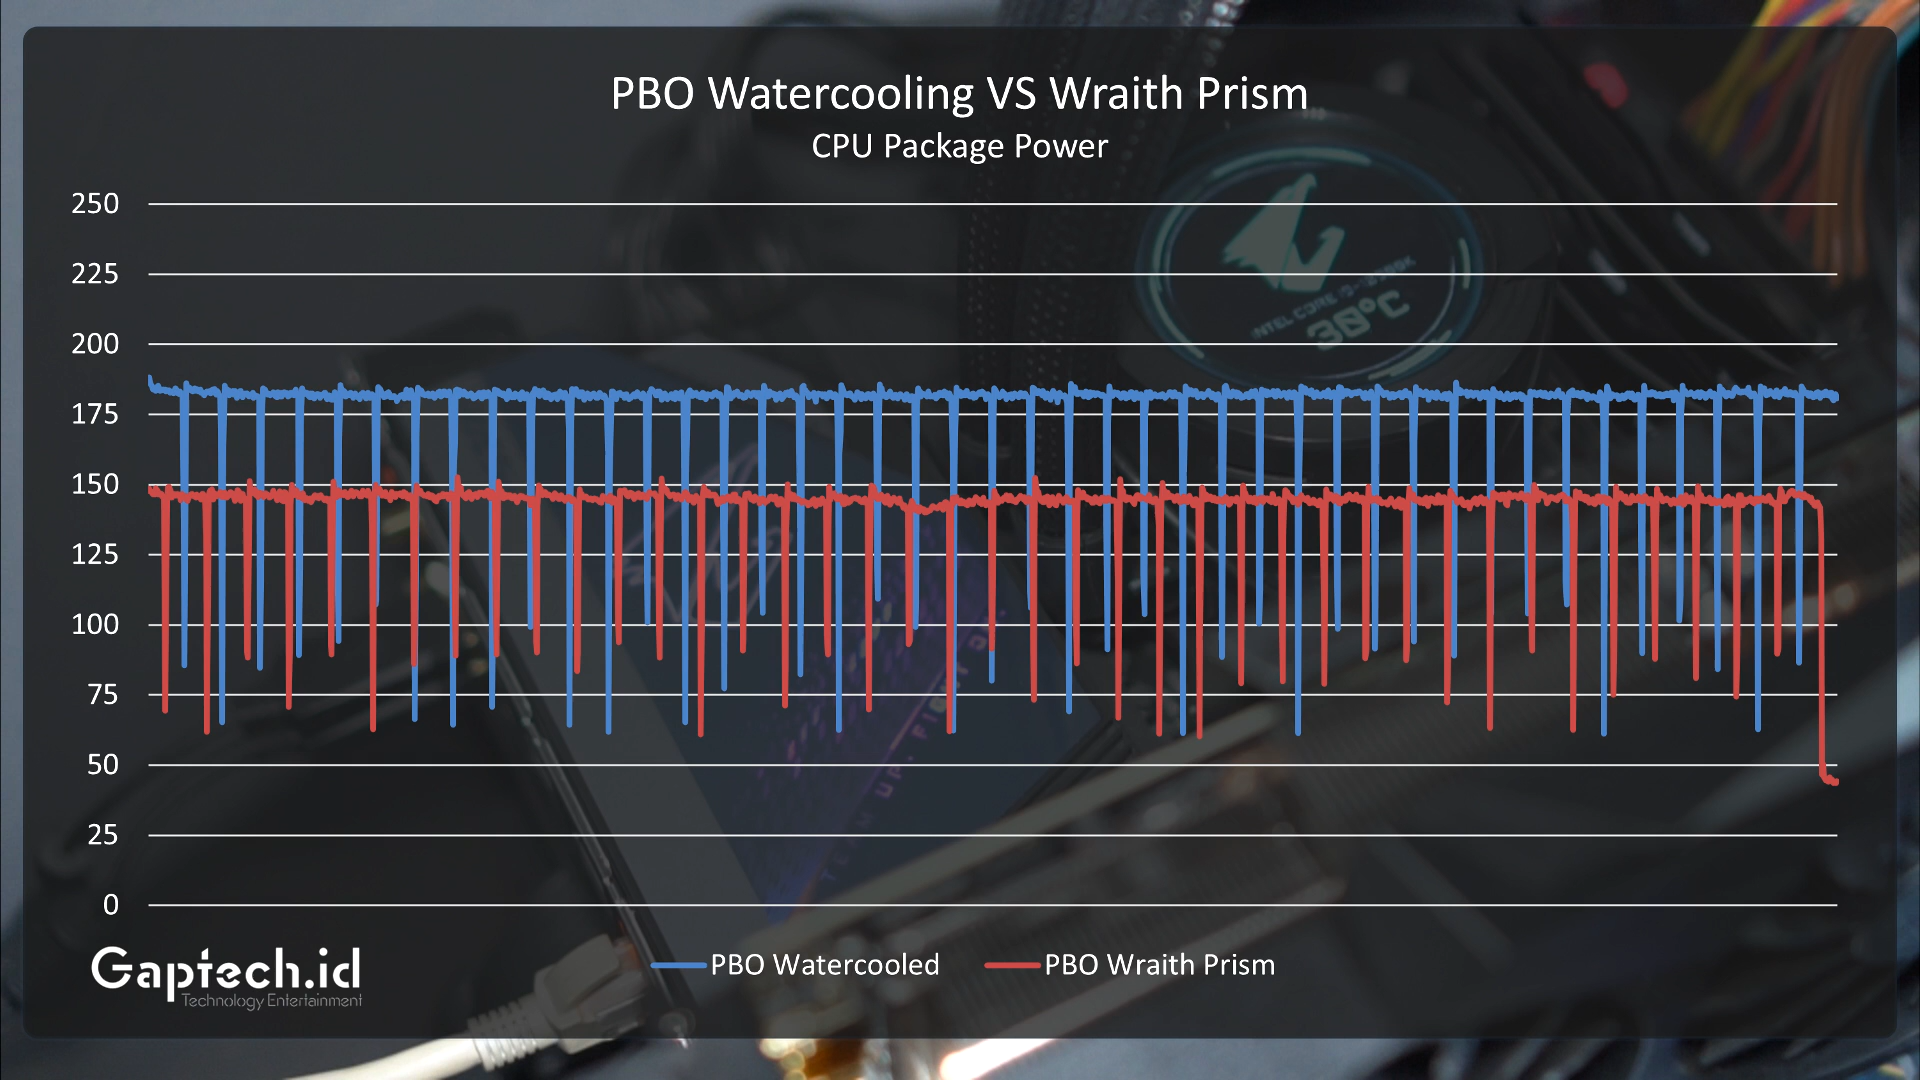 PBO Watercooling VS Wraith Prism
CPU Package Power
250
225
200
175
150
125
100
75
50
25
0
30°C
PBO Watercooled
PBO Wraith Prism
Gaptech.id
Technology Entertainment